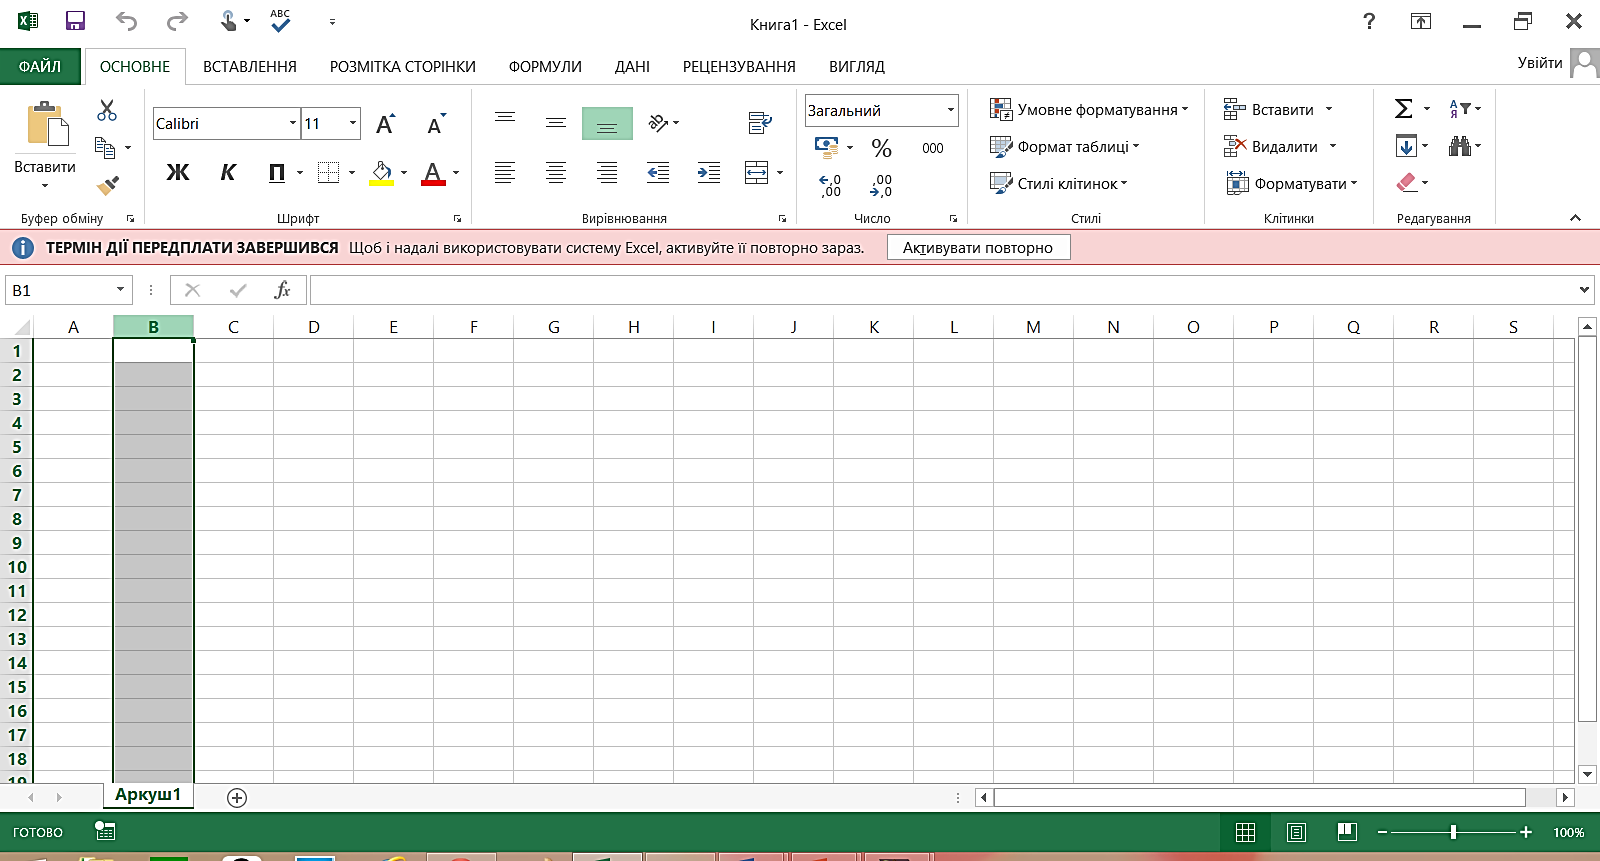 ABC
Книга1 - Excel
?
ФАЙЛ ОСНОВНЕ ВСТАВЛЕННЯ РОЗМІТКА СТОРІНКИ ФОРМУЛИ ДАНІ РЕЦЕНЗУВАННЯ ВИГЛЯД Увійти
Calibri 11 Загальний Умовне форматування Вставити
Вставити % 000 Формат таблиці Видалити
Ж К П А Стилі клітинок Форматувати
Буфер обміну Шрифт Вирівнювання Число Стилі Клітинки Редагування
ТЕРМІН ДІЇ ПЕРЕДПЛАТИ ЗАВЕРШИВСЯ Щоб і надалі використовувати систему Excel, активуйте її повторно зараз. Активувати повторно
B1 fx
A B C D E F G H I J K L M N O P Q R S
1
2
3
4
5
6
7
8
9
10
11
12
13
14
15
16
17
18
19
Аркуш1
ГОТОВО 100%